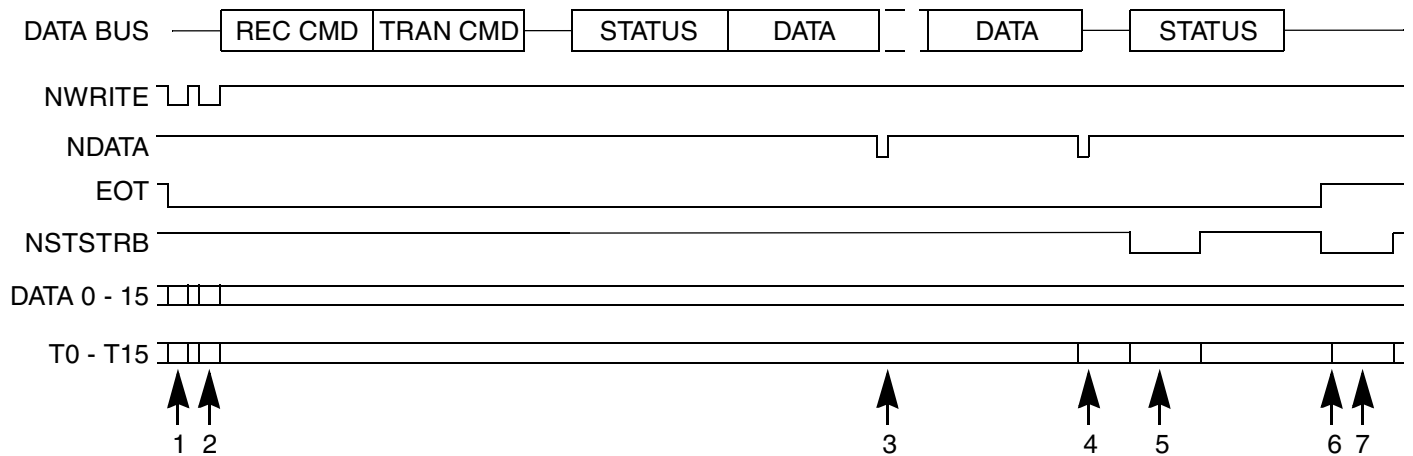 DATA BUS REC CMD TRAN CMD STATUS DATA DATA STATUS
NWRITE
NDATA
EOT
NSTSTRB
DATA 0 - 15
T0 - T15
1 2 3 4 5 6 7